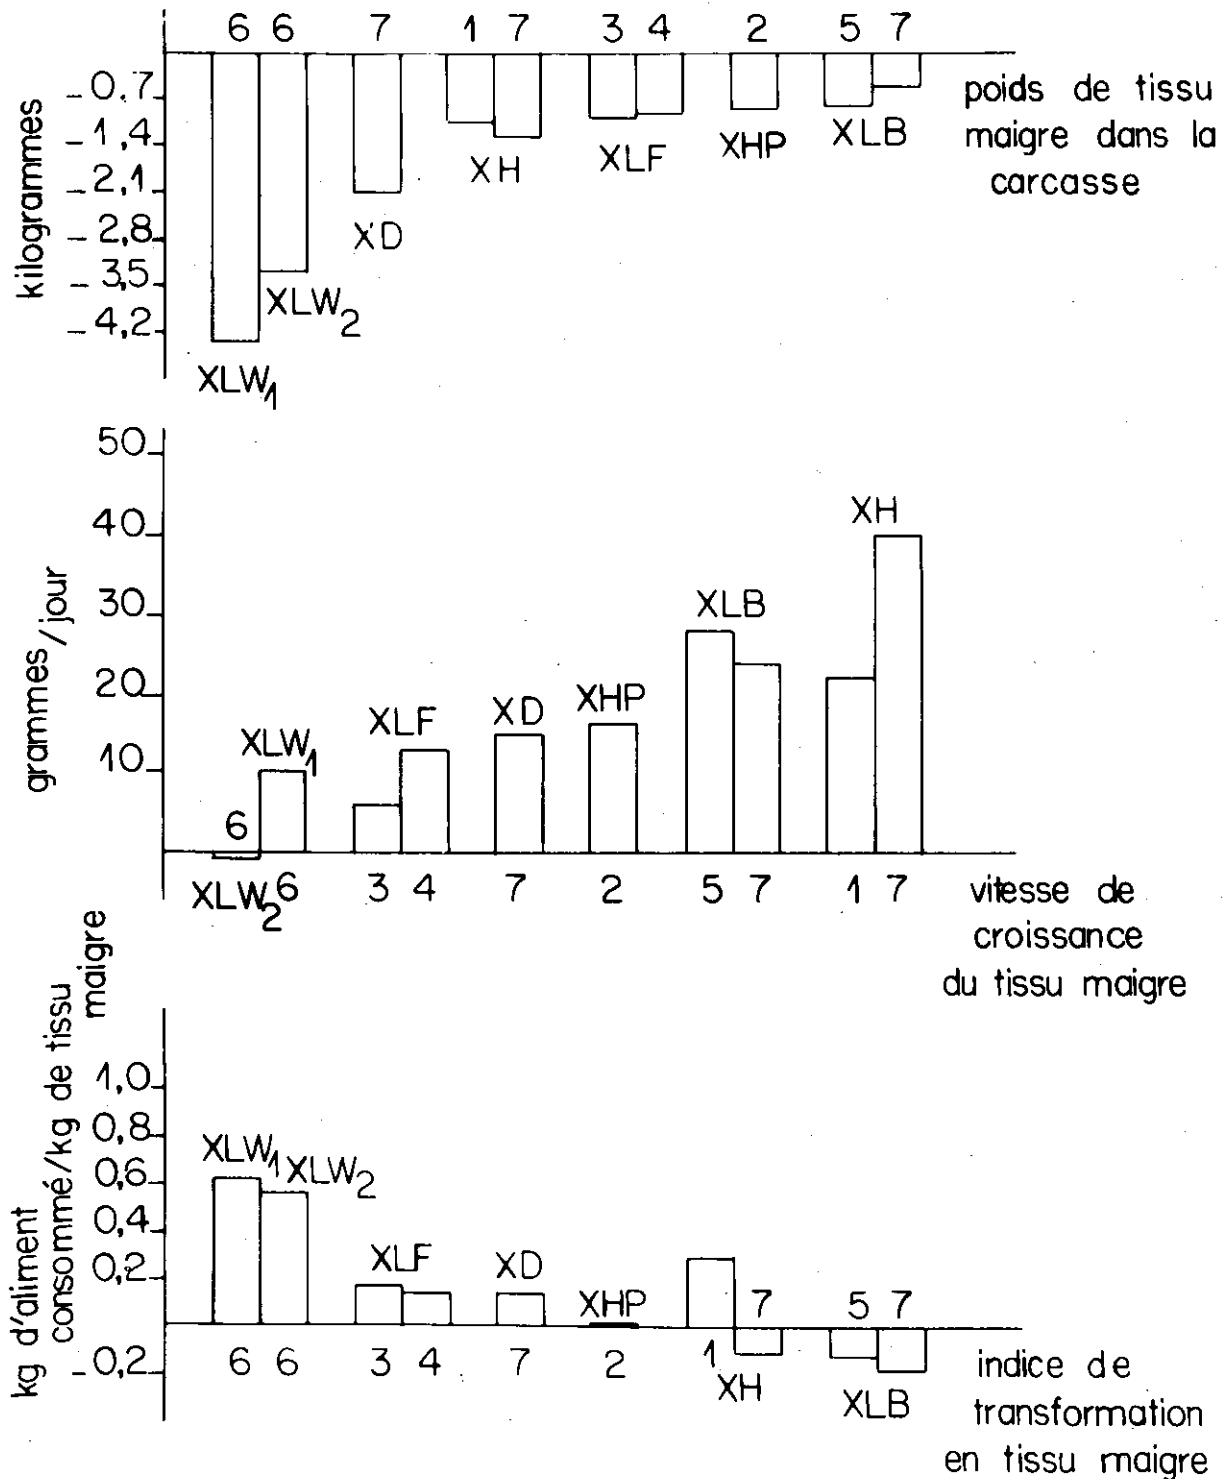 6 6 7 1 7 3 4 2 5 7
kilogrammes
-0.7
-1,4
-2,1
-2,8
-3,5
-4,2
poids de tissu
maigre dans la
carcasse
XLW1
XLW2
XD
XH
XLF
XHP
XLB
grammes/jour
50
40
30
20
10
6
XLW2
XLW1
XLF
XD
XHP
XLB
XH
6 3 4 7 2 5 7 1 7
vitesse de
croissance
du tissu maigre
kg d'aliment
consommé/kg de tissu
maigre
1,0
0,8
0,6
0,4
0,2
-0,2
XLW1
XLW2
XLF
XD
XHP
7
5 7
6 6 3 4 7 2 1
XH
XLB
indice de
transformation
en tissu maigre